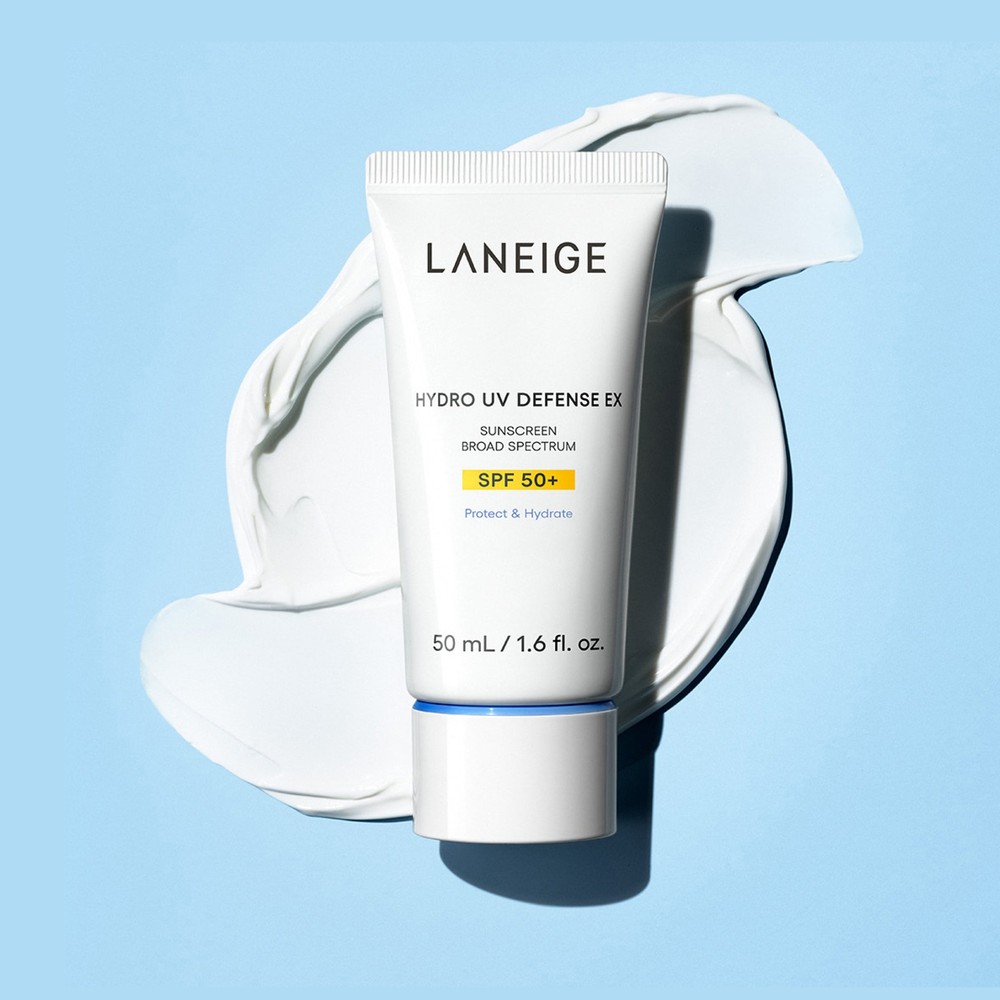 LANEIGE
HYDRO UV DEFENSE EX
SUNSCREEN
BROAD SPECTRUM
SPF 50+
Protect & Hydrate
50 mL / 1.6 fl. oz.